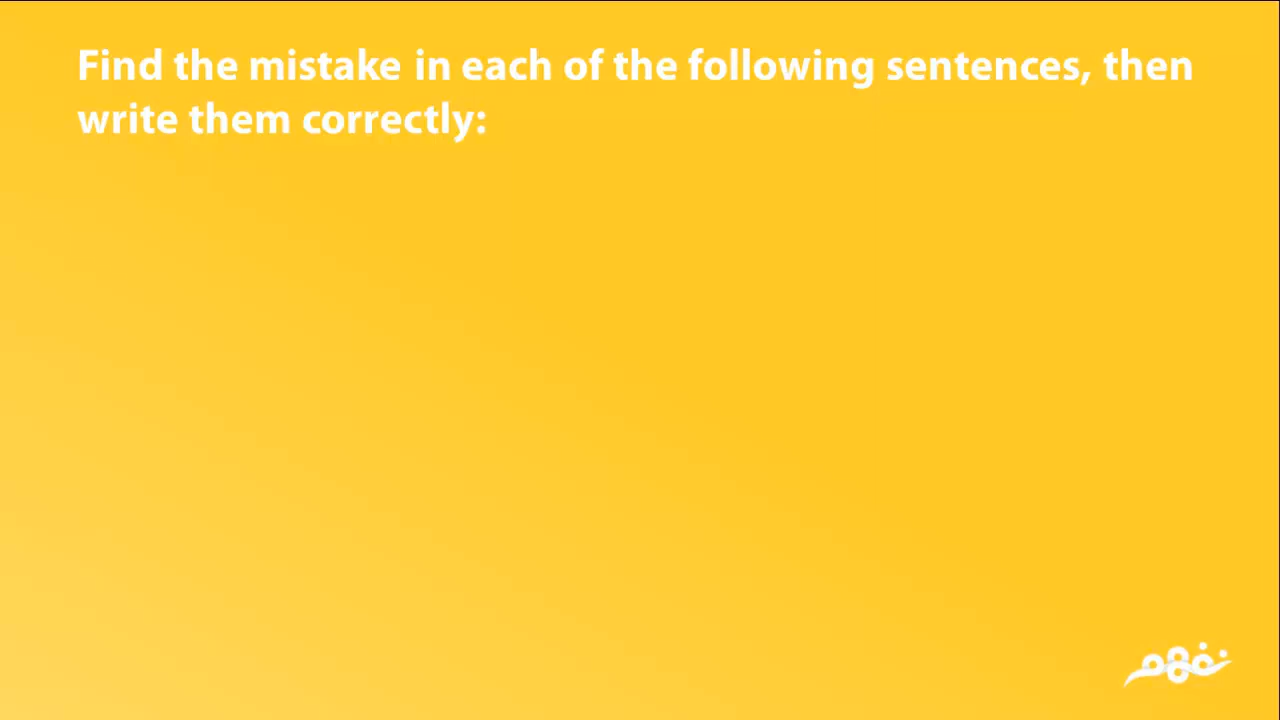 Find the mistake in each of the following sentences, then
write them correctly:
نفهم